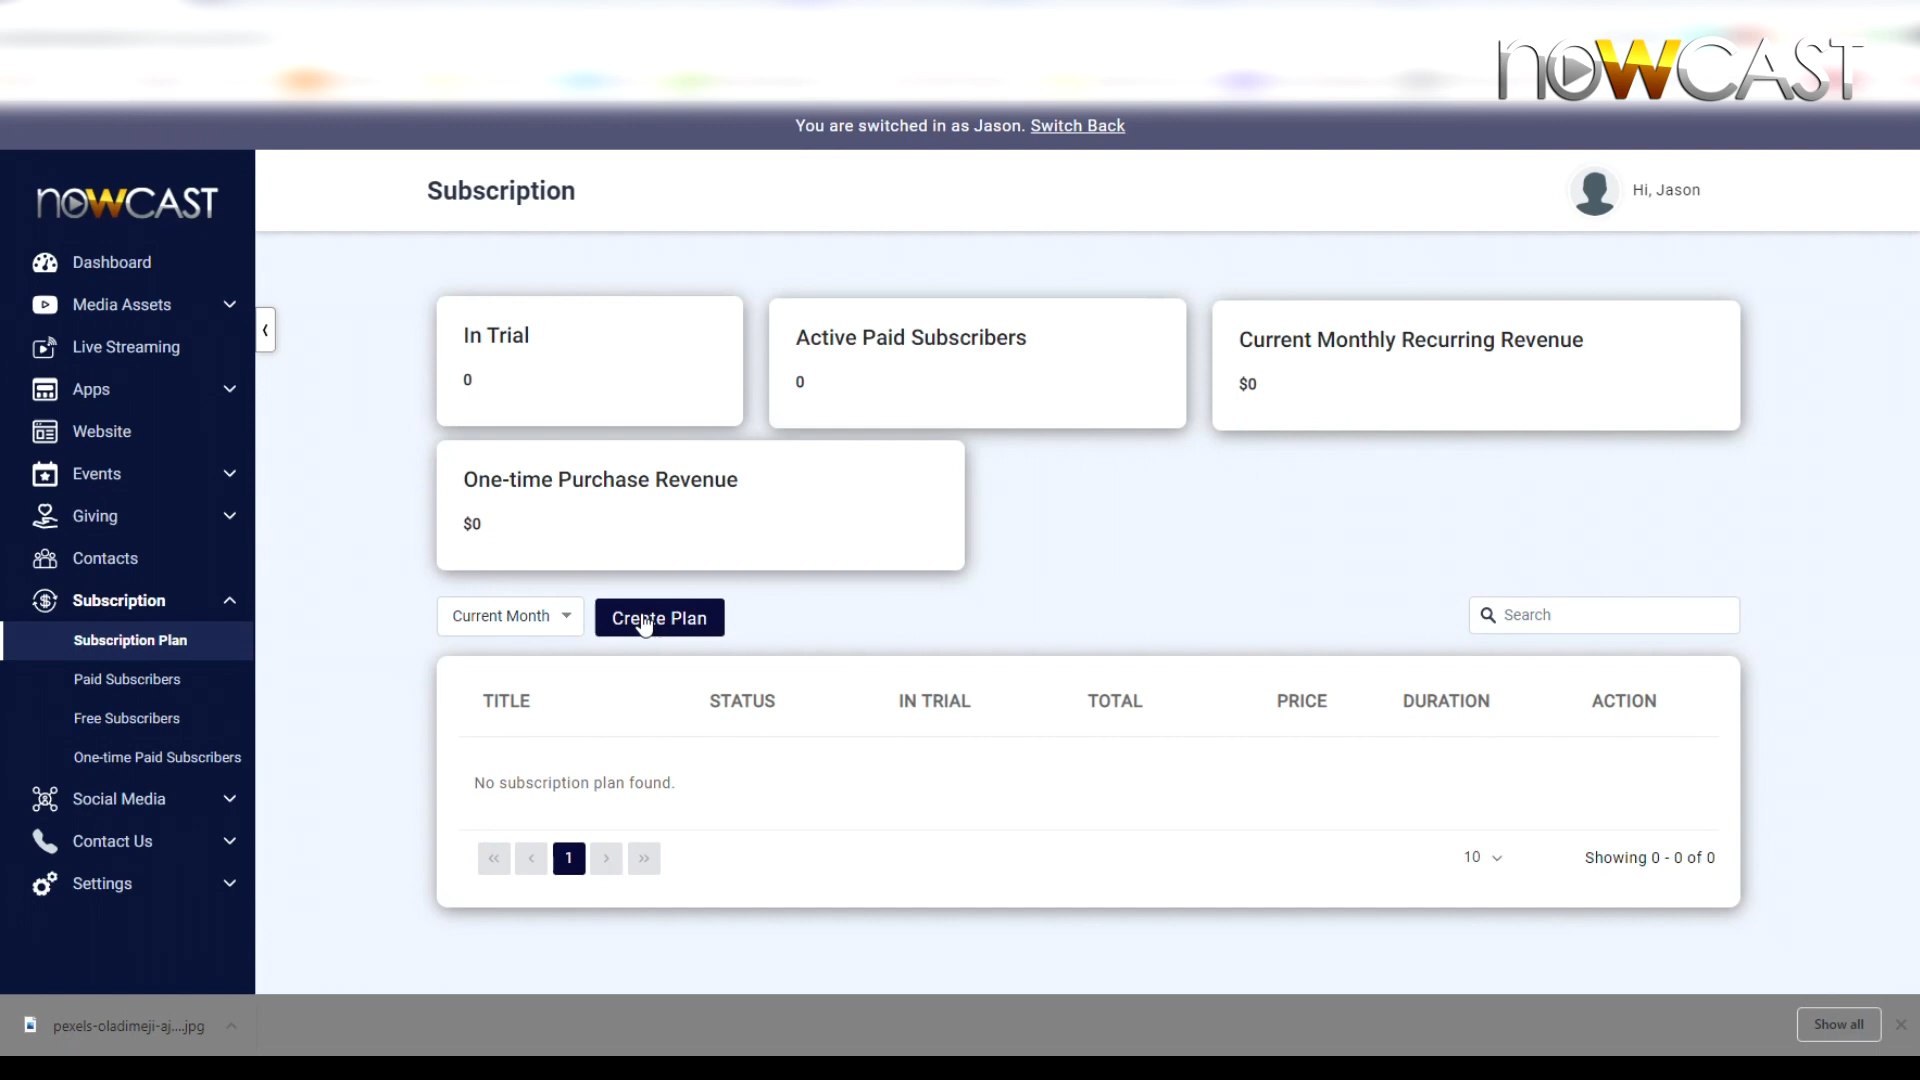 nowCAST
You are switched in as Jason. Switch Back
nowCAST
Subscription
Hi, Jason
Dashboard
Media Assets
Live Streaming
Apps
Website
Events
Giving
Contacts
Subscription
Subscription Plan
Paid Subscribers
Free Subscribers
One-time Paid Subscribers
Social Media
Contact Us
Settings
In Trial
0
Active Paid Subscribers
0
Current Monthly Recurring Revenue
$0
One-time Purchase Revenue
$0
Current Month
Create Plan
Search
TITLE STATUS IN TRIAL TOTAL PRICE DURATION ACTION
No subscription plan found.
« ‹ 1 › »
10
Showing 0 - 0 of 0
pexels-oladimeji-aj....jpg
Show all